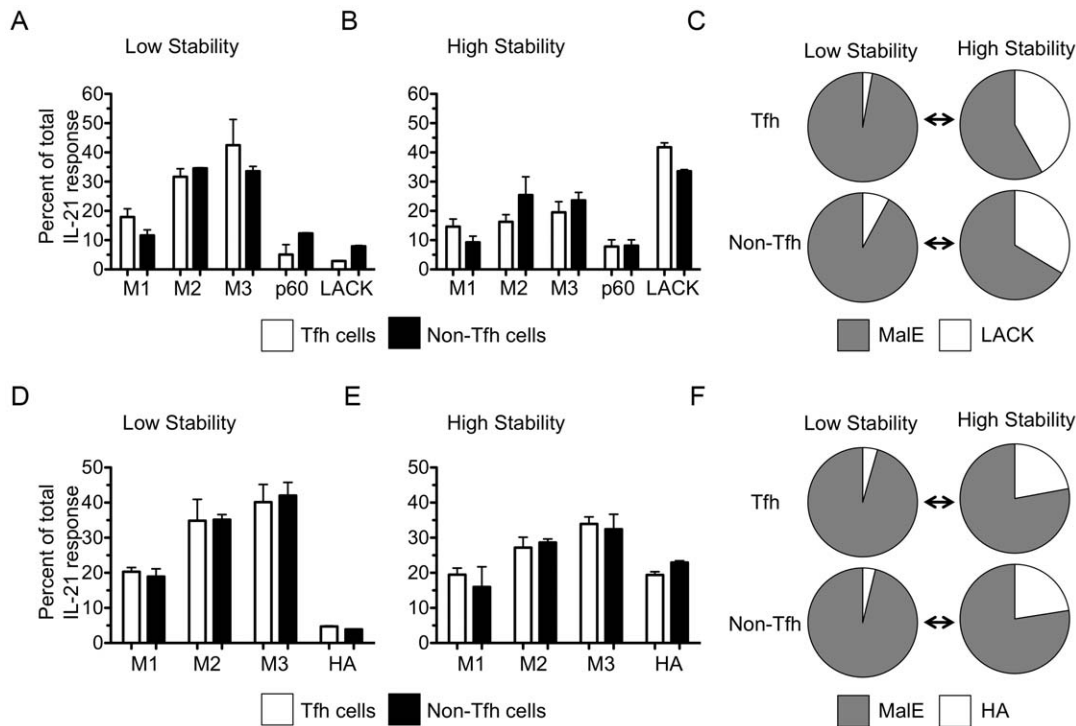 A
Low Stability
Percent of total
IL-21 response
60
50
40
30
20
10
0
M1 M2 M3 p60 LACK
B
High Stability
60
50
40
30
20
10
0
M1 M2 M3 p60 LACK
Tfh cells Non-Tfh cells
C
Low Stability High Stability
Tfh
Non-Tfh
MalE LACK
D
Low Stability
Percent of total
IL-21 response
50
40
30
20
10
0
M1 M2 M3 HA
E
High Stability
50
40
30
20
10
0
M1 M2 M3 HA
Tfh cells Non-Tfh cells
F
Low Stability High Stability
Tfh
Non-Tfh
MalE HA